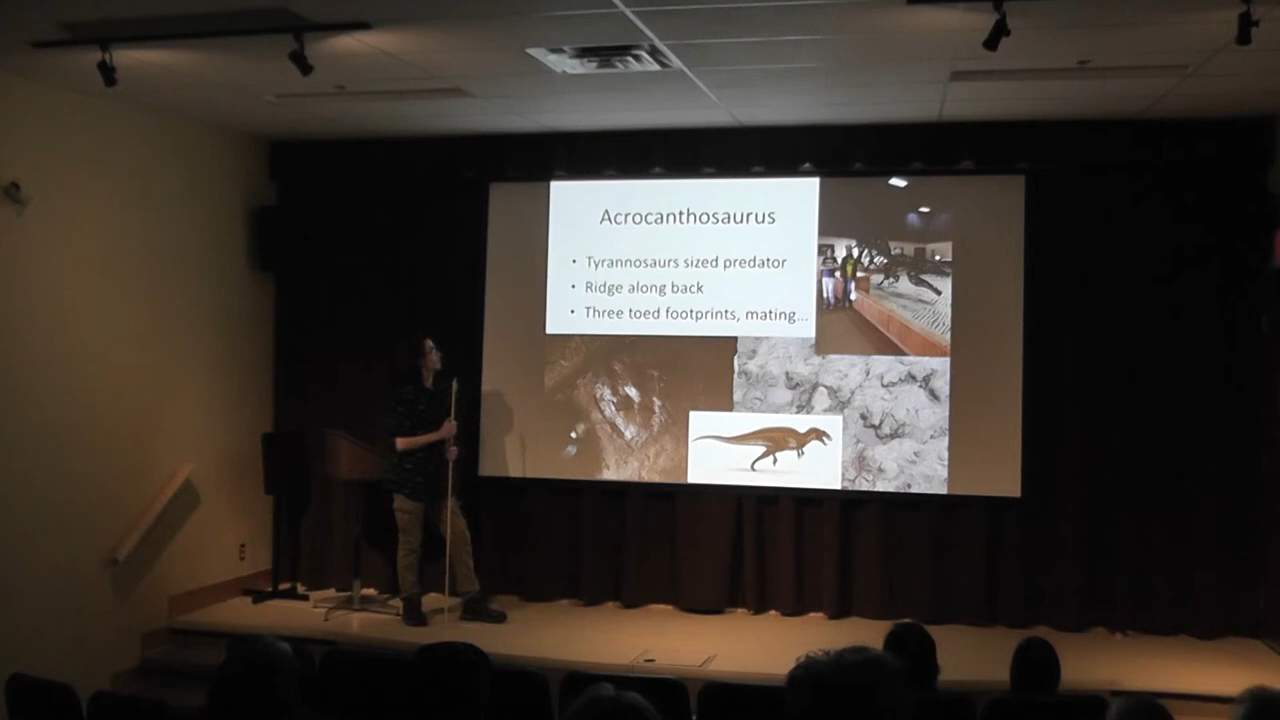 Acrocanthosaurus
• Tyrannosaurs sized predator
• Ridge along back
• Three toed footprints, mating...